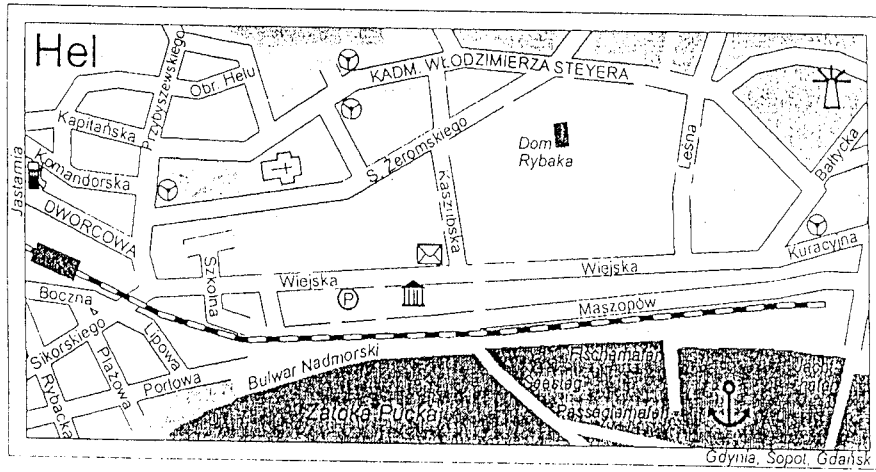 Hel
Przybyszewskiego
Obr. Helu
KADM. WŁODZIMIERZA STEYERA
Kapitańska
Komandorska
Jastarnia
DWORCOWA
S. Żeromskiego
Kaszubska
Dom
Rybaka
i
Leśna
Bałtycka
Kuracyjna
Szkolna
Wiejska
Wiejska
P
Maszopów
Boczna
Sikorskiego
Lipowa
Plażowa
Rybacka
Portowa
Bulwar Nadmorski
Zatoka Pucka
Gdynia, Sopot, Gdańsk